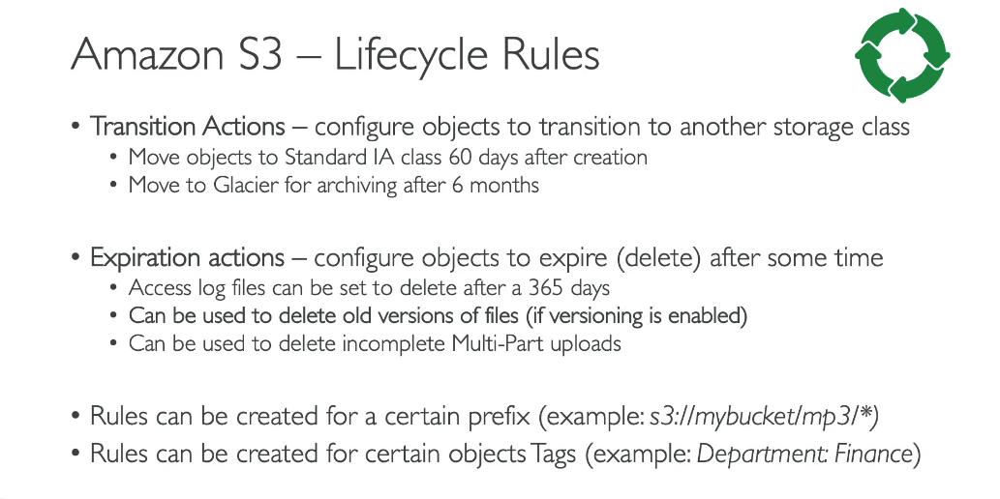 Amazon S3 – Lifecycle Rules
• Transition Actions – configure objects to transition to another storage class
• Move objects to Standard IA class 60 days after creation
• Move to Glacier for archiving after 6 months
• Expiration actions – configure objects to expire (delete) after some time
• Access log files can be set to delete after a 365 days
• Can be used to delete old versions of files (if versioning is enabled)
• Can be used to delete incomplete Multi-Part uploads
• Rules can be created for a certain prefix (example: s3://mybucket/mp3/*)
• Rules can be created for certain objects Tags (example: Department: Finance)